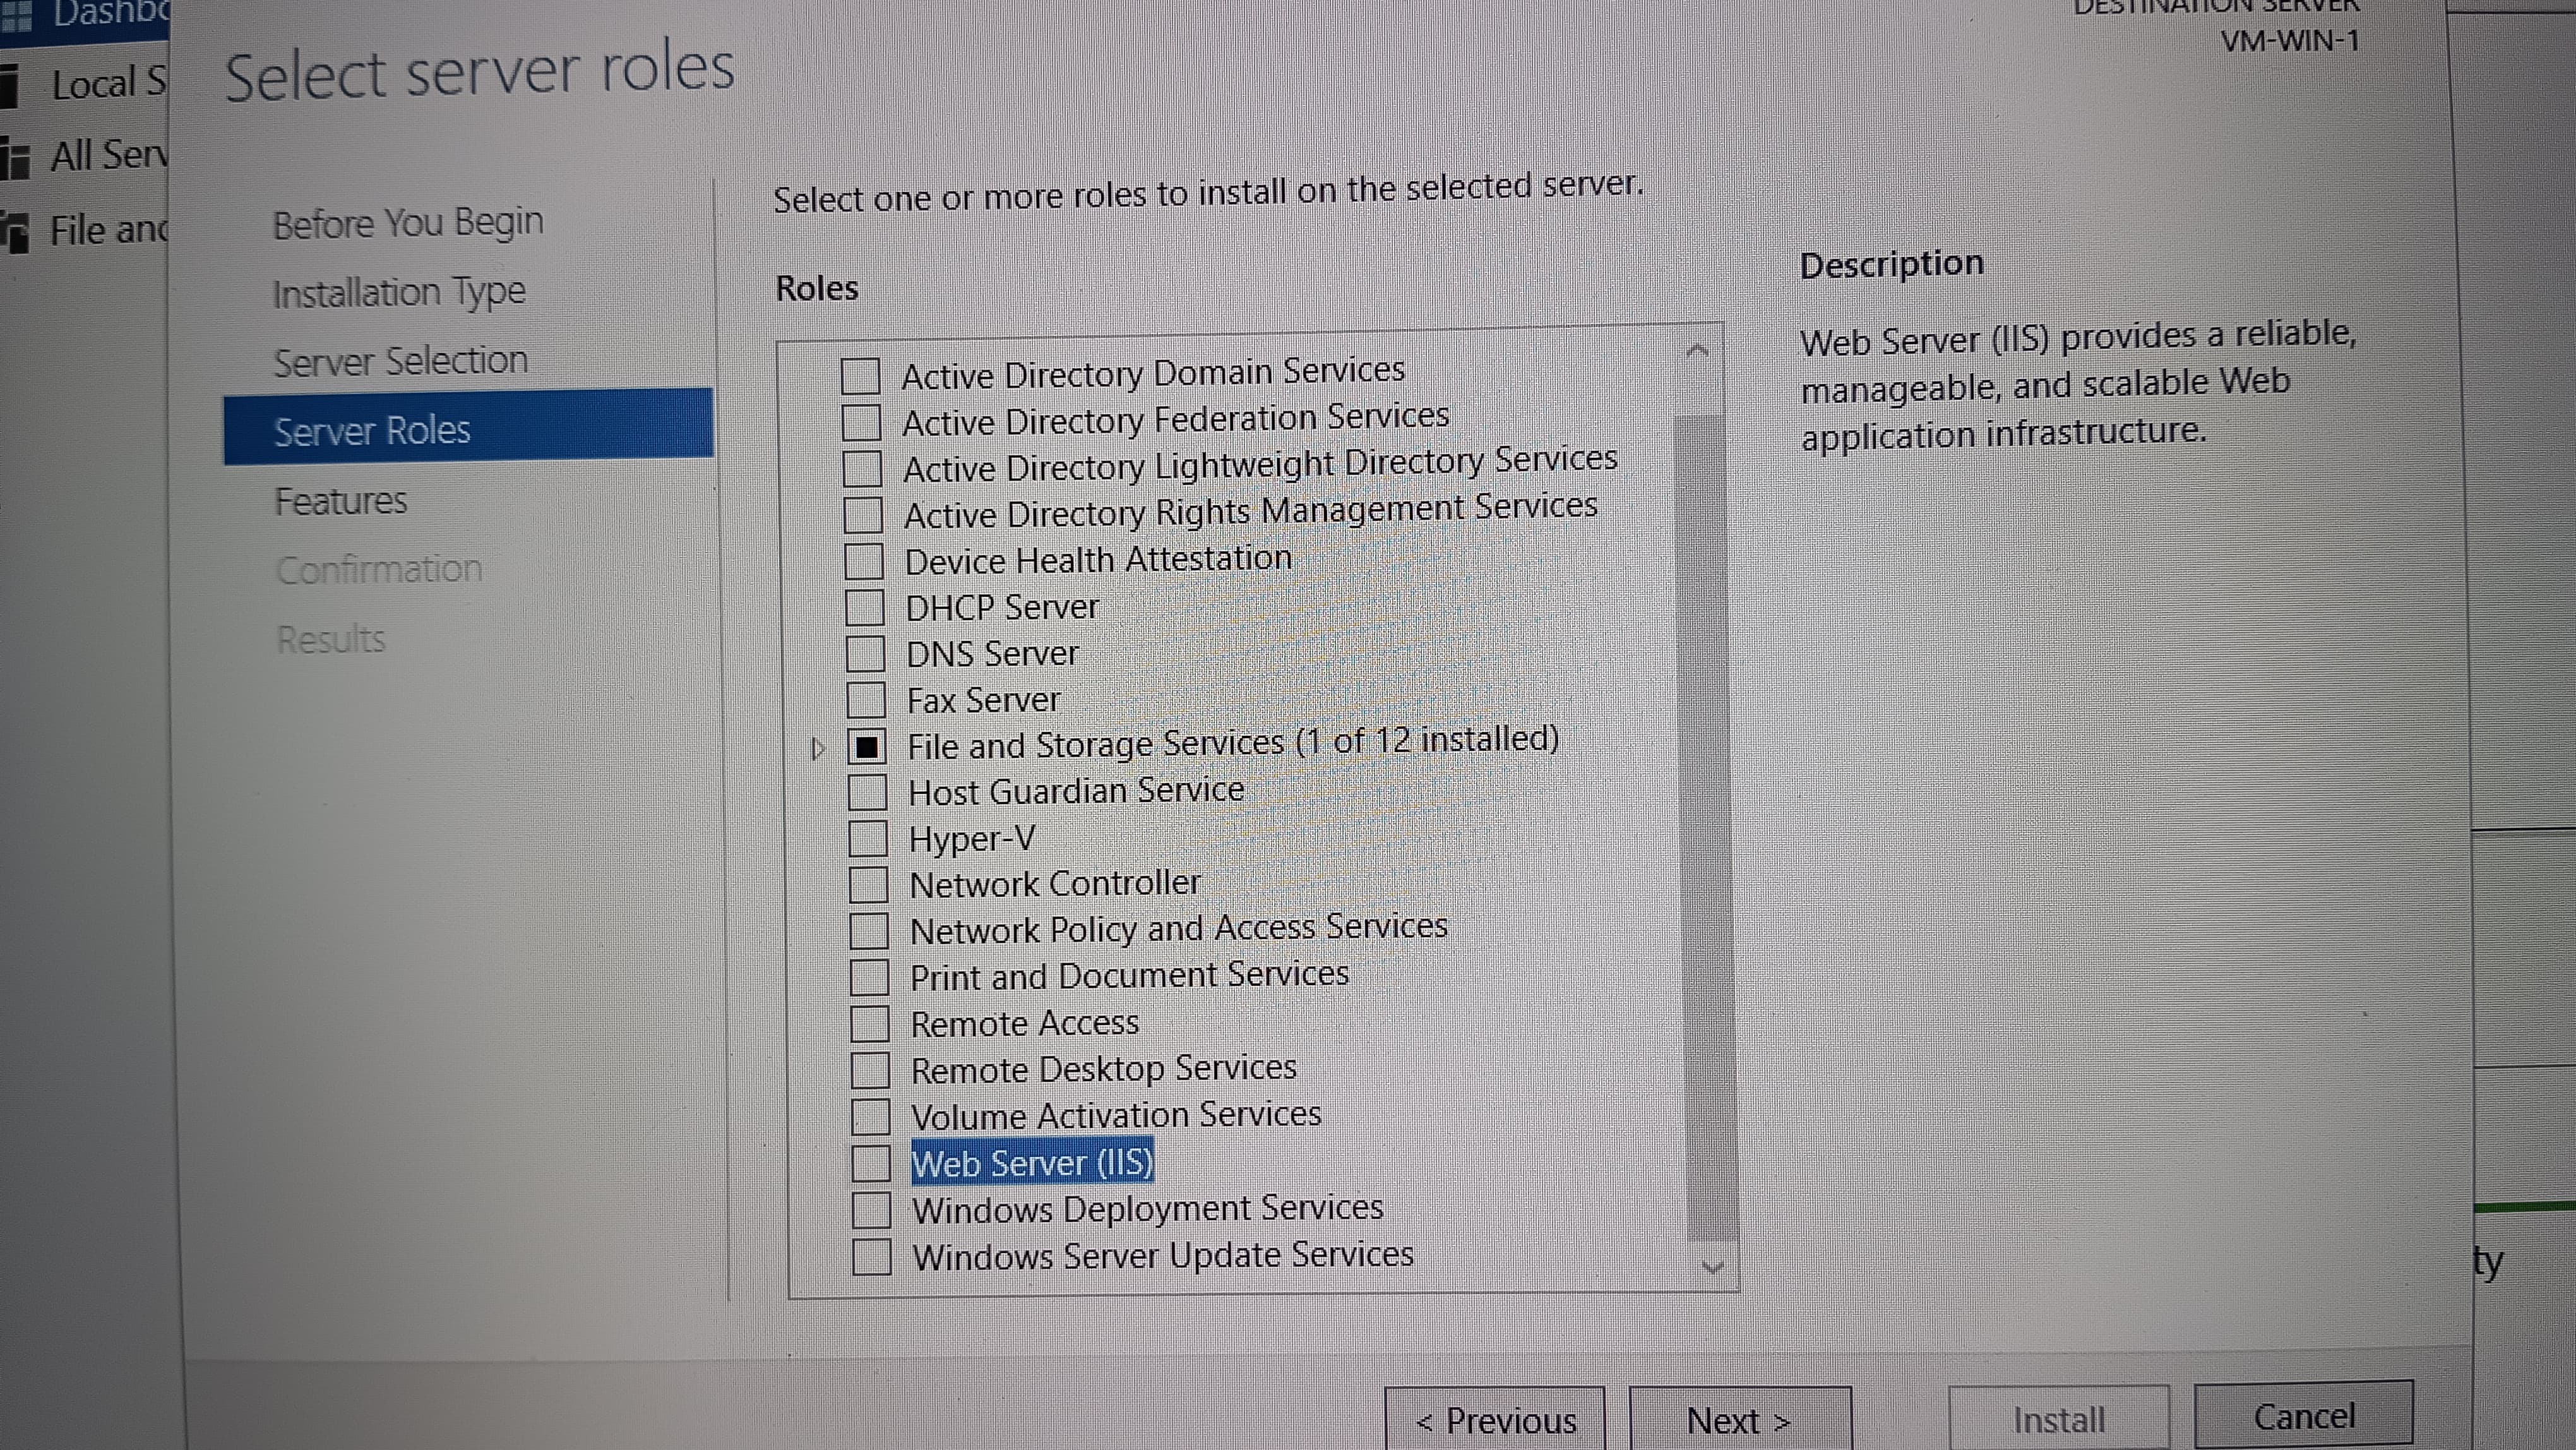 Dashbo
DESTINATION SERVER
VM-WIN-1
Local S
All Serv
File and
Select server roles
Before You Begin
Installation Type
Server Selection
Server Roles
Features
Confirmation
Results
Select one or more roles to install on the selected server.
Roles
Active Directory Domain Services
Active Directory Federation Services
Active Directory Lightweight Directory Services
Active Directory Rights Management Services
Device Health Attestation
DHCP Server
DNS Server
Fax Server
File and Storage Services (1 of 12 installed)
Host Guardian Service
Hyper-V
Network Controller
Network Policy and Access Services
Print and Document Services
Remote Access
Remote Desktop Services
Volume Activation Services
Web Server (IIS)
Windows Deployment Services
Windows Server Update Services
Description
Web Server (IIS) provides a reliable,
manageable, and scalable Web
application infrastructure.
ty
< Previous
Next >
Install
Cancel